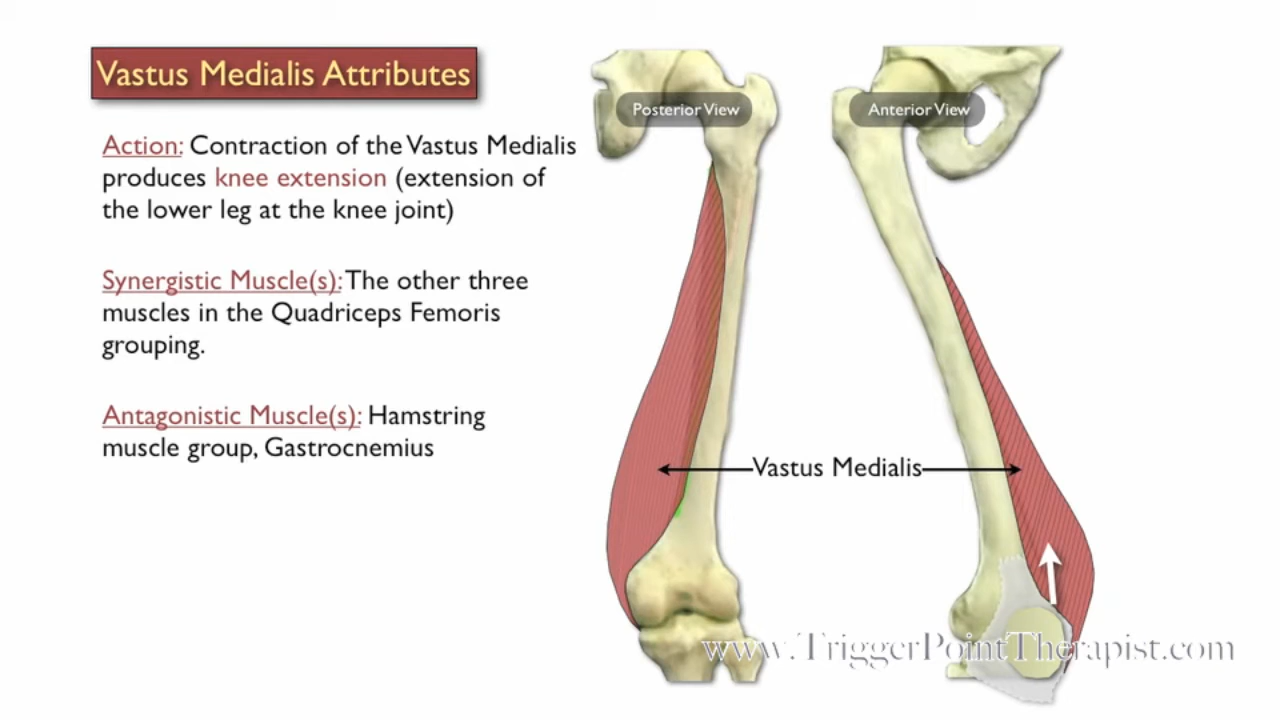 Vastus Medialis Attributes
Action: Contraction of the Vastus Medialis
produces knee extension (extension of
the lower leg at the knee joint)
Synergistic Muscle(s): The other three
muscles in the Quadriceps Femoris
grouping.
Antagonistic Muscle(s): Hamstring
muscle group, Gastrocnemius
Posterior View
Anterior View
Vastus Medialis
www.TriggerPointTherapist.com